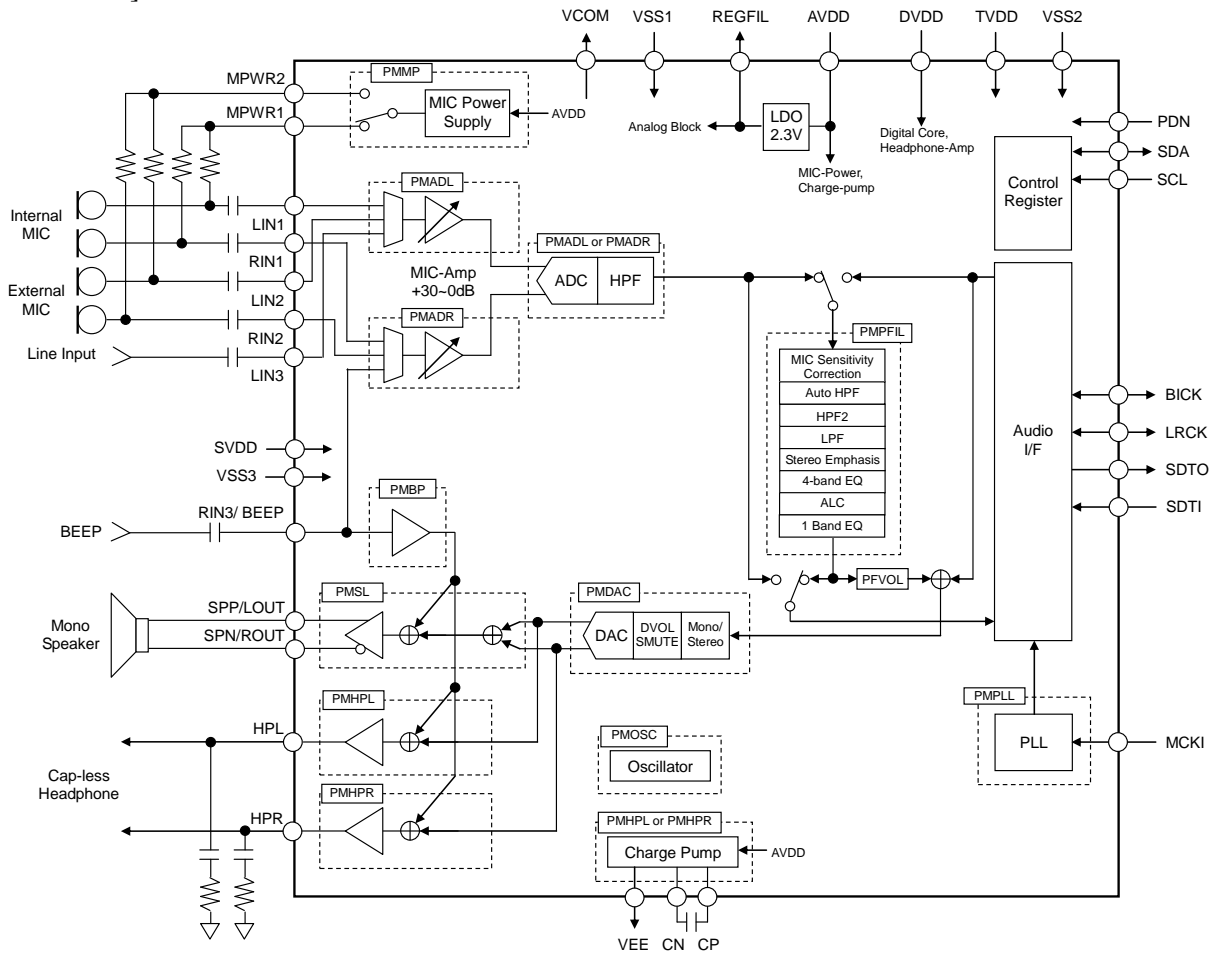 ]
VCOM VSS1 REGFIL AVDD DVDD TVDD VSS2
MPWR2
PMMP
MIC Power
Supply
AVDD
MPWR1
Analog Block
LDO
2.3V
Digital Core,
Headphone-Amp
MIC-Power,
Charge-pump
PDN
SDA
SCL
Control
Register
Internal
MIC
External
MIC
Line Input
LIN1
RIN1
LIN2
RIN2
LIN3
PMADL
MIC-Amp
+30~0dB
PMADR
PMADL or PMADR
ADC HPF
PMPFIL
MIC Sensitivity
Correction
Auto HPF
HPF2
LPF
Stereo Emphasis
4-band EQ
ALC
1 Band EQ
Audio
I/F
BICK
LRCK
SDTO
SDTI
SVDD
VSS3
RIN3/ BEEP
BEEP
PMBP
PFVOL
Mono
Speaker
SPP/LOUT
SPN/ROUT
PMSL
PMDAC
DAC
DVOL
SMUTE
Mono/
Stereo
PMPLL
PLL
MCKI
HPL
Cap-less
Headphone
HPR
PMHPL
PMHPR
PMOSC
Oscillator
PMHPL or PMHPR
Charge Pump
AVDD
VEE CN CP